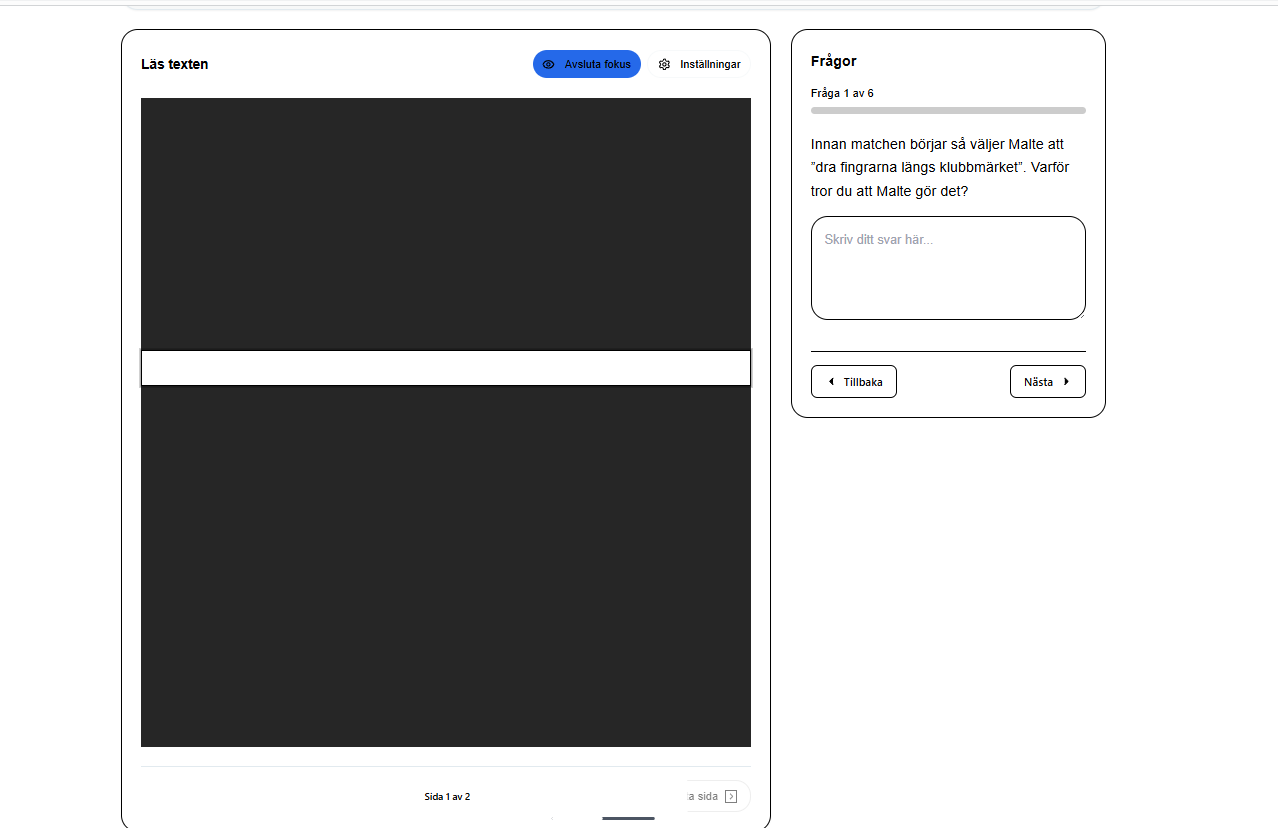 Läs texten
Avsluta fokus
Inställningar
Sida 1 av 2
sida
Frågor
Fråga 1 av 6
Innan matchen börjar så väljer Malte att
”dra fingrarna längs klubbmärket”. Varför
tror du att Malte gör det?
Skriv ditt svar här...
Tillbaka
Nästa